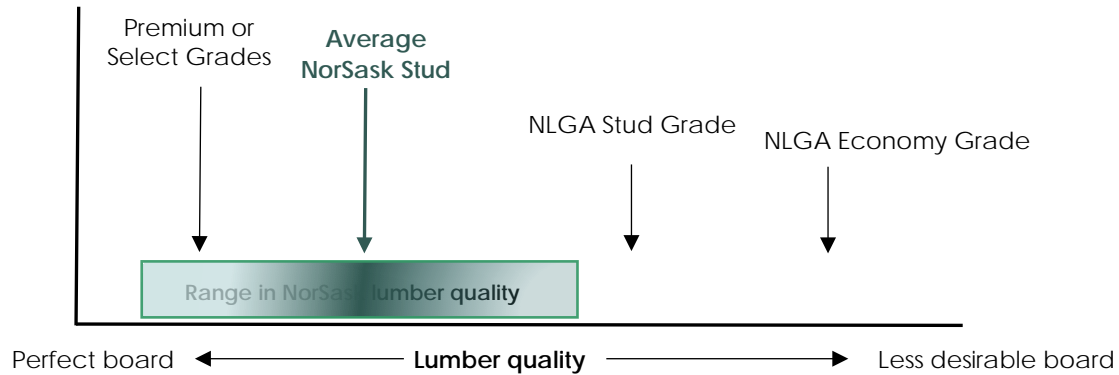 Premium or
Select Grades
Average
NorSask Stud
NLGA Stud Grade
NLGA Economy Grade
Range in NorSask lumber quality
Perfect board
Lumber quality
Less desirable board